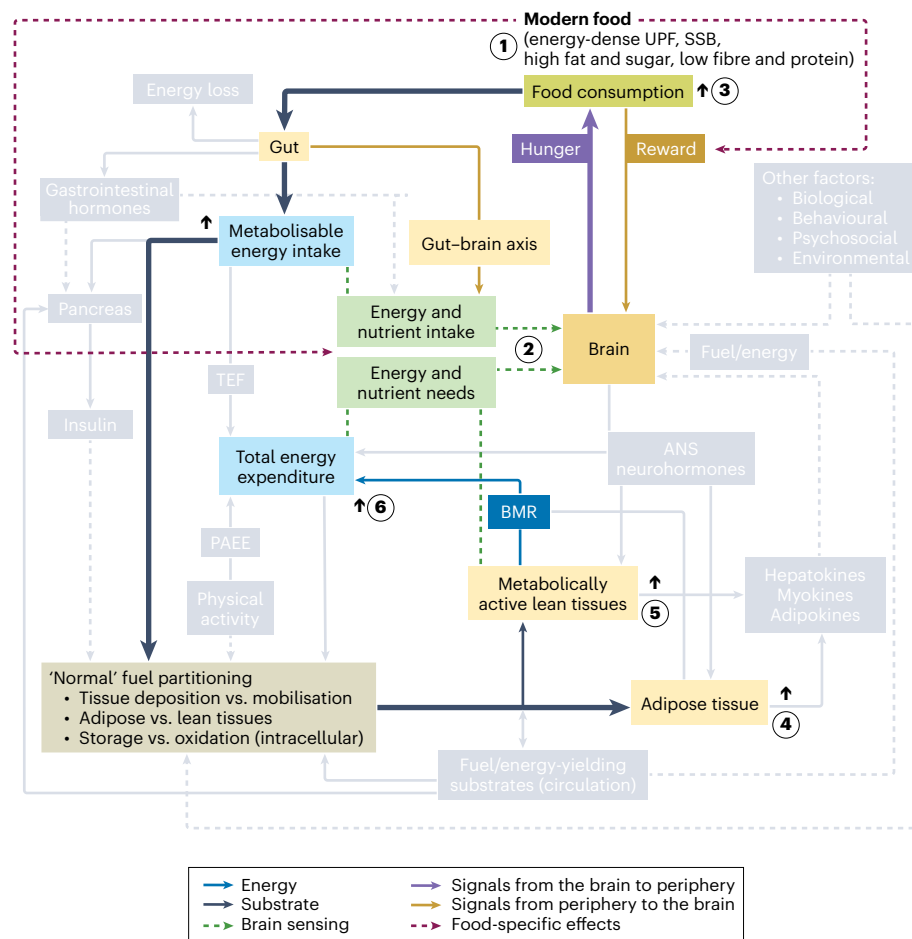 Modern food
1
(energy-dense UPF, SSB,
high fat and sugar, low fibre and protein)
Energy loss
Food consumption
3
Gut
Hunger
Reward
Gastrointestinal
hormones
Other factors:
• Biological
• Behavioural
• Psychosocial
• Environmental
Metabolisable
energy intake
Gut–brain axis
Pancreas
Energy and
nutrient intake
2
Brain
Fuel/energy
TEF
Energy and
nutrient needs
Insulin
Total energy
expenditure
ANS
neurohormones
6
BMR
PAEE
Metabolically
active lean tissues
5
Hepatokines
Myokines
Adipokines
Physical
activity
‘Normal’ fuel partitioning
• Tissue deposition vs. mobilisation
• Adipose vs. lean tissues
• Storage vs. oxidation (intracellular)
Adipose tissue
4
Fuel/energy-yielding
substrates (circulation)
Energy
Substrate
Brain sensing
Signals from the brain to periphery
Signals from periphery to the brain
Food-specific effects